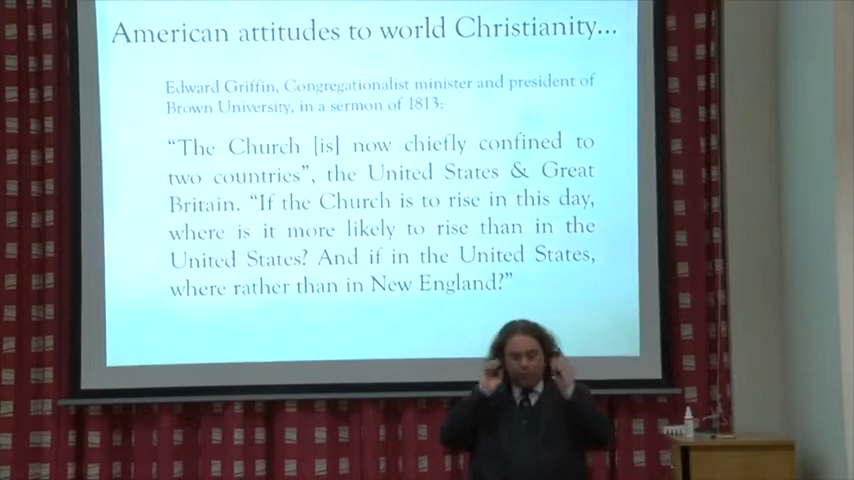 American attitudes to world Christianity...
Edward Griffin, Congregationalist minister and president of
Brown University, in a sermon of 1813:
“The Church [is] now chiefly confined to
two countries”, the United States & Great
Britain. “If the Church is to rise in this day,
where is it more likely to rise than in the
United States? And if in the United States,
where rather than in New England?”